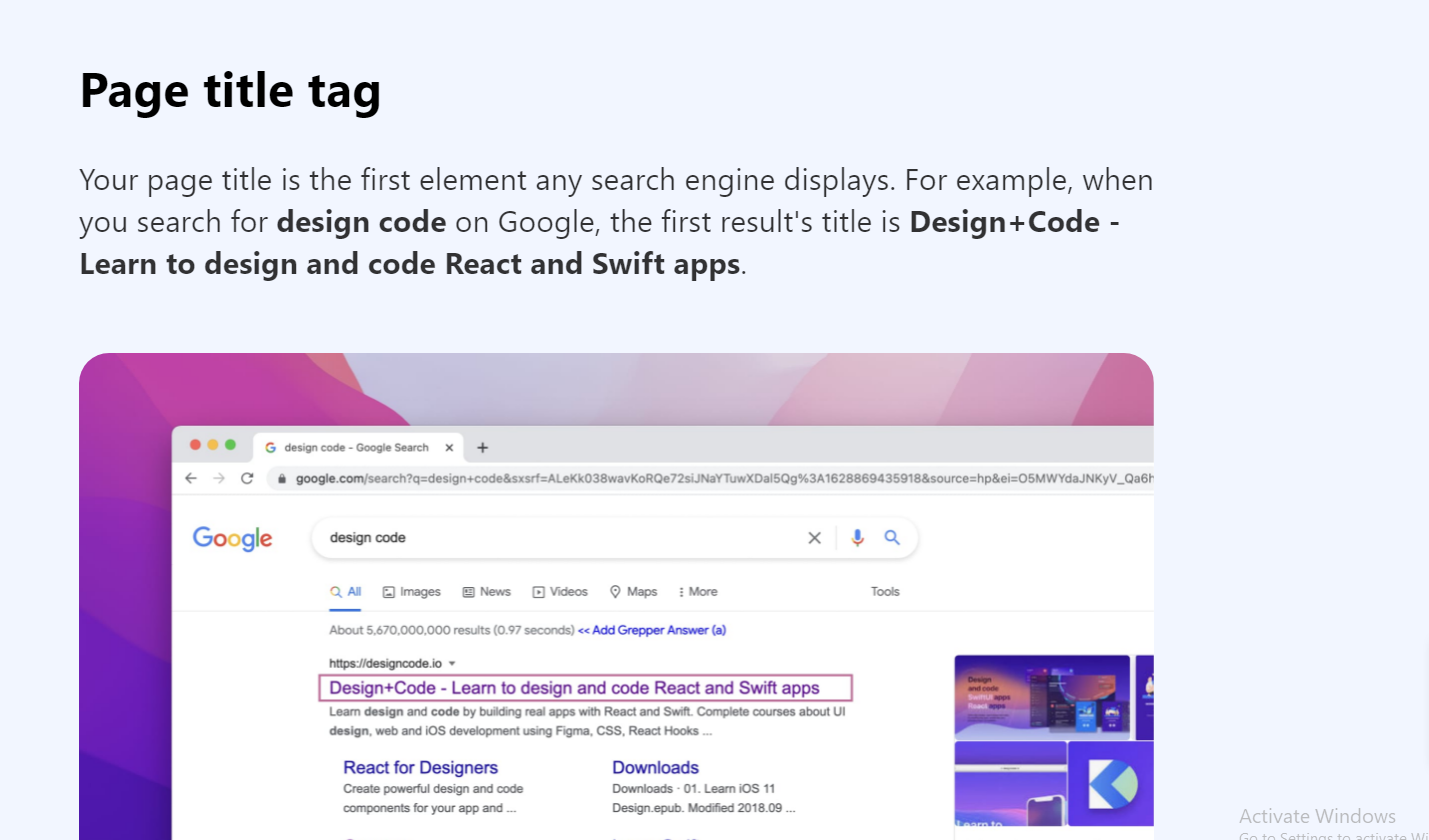 Page title tag
Your page title is the first element any search engine displays. For example, when
you search for design code on Google, the first result's title is Design+Code -
Learn to design and code React and Swift apps.
design code - Google Search
google.com/search?q=design+code&sxsrf=ALeKk038wavKoRQe72siJNaYTuwXDal5Qg%3A1628869435918&source=hp&ei=O5MWYdaJNKyV_Qa6h
Google
design code
All Images News Videos Maps More Tools
About 5,670,000,000 results (0.97 seconds) << Add Grepper Answer (a)
https://designcode.io
Design+Code - Learn to design and code React and Swift apps
Learn design and code by building real apps with React and Swift. Complete courses about UI
design, web and iOS development using Figma, CSS, React Hooks ...
Design
and code
SwiftUI apps
React apps
React for Designers Downloads
Create powerful design and code Downloads · 01. Learn iOS 11
components for your app and ... Design.epub. Modified 2018.09 ...
Learn to
Activate Windows
Go to Settings to activate Wi